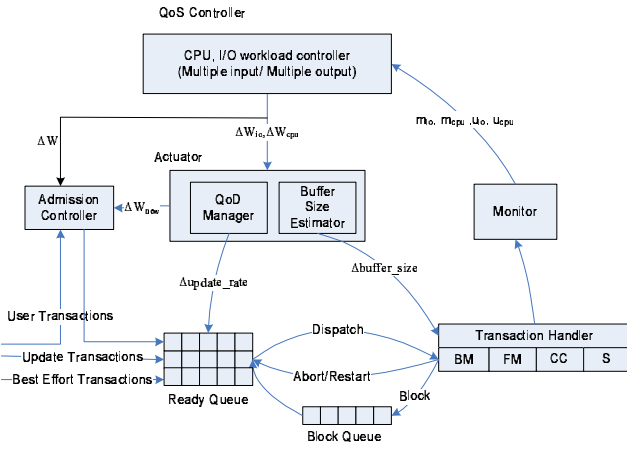 QoS Controller
CPU, I/O workload controller
(Multiple input/ Multiple output)
ΔW
ΔWio,ΔWcpu
mio, mcpu ,uio, ucpu
Actuator
Admission
Controller
ΔWnew
QoD
Manager
Buffer
Size
Estimator
Monitor
Δupdate_rate
Δbuffer_size
User Transactions
Update Transactions
Best Effort Transactions
Dispatch
Abort/Restart
Transaction Handler
BM
FM
CC
S
Ready Queue
Block
Block Queue